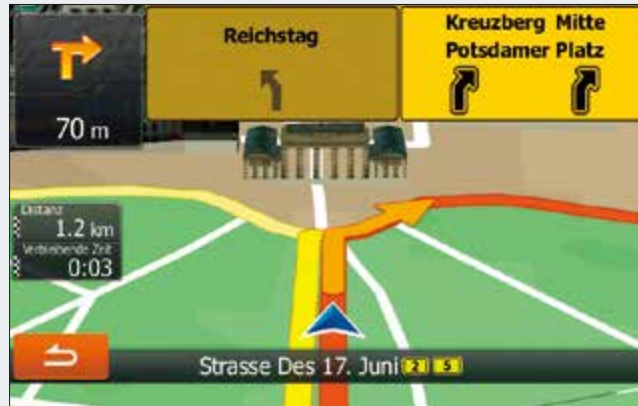 Reichstag
Kreuzberg Mitte
Potsdamer Platz
70 m
Distanz
1.2 km
Verbleibende Zeit
0:03
Strasse Des 17. Juni 2 5